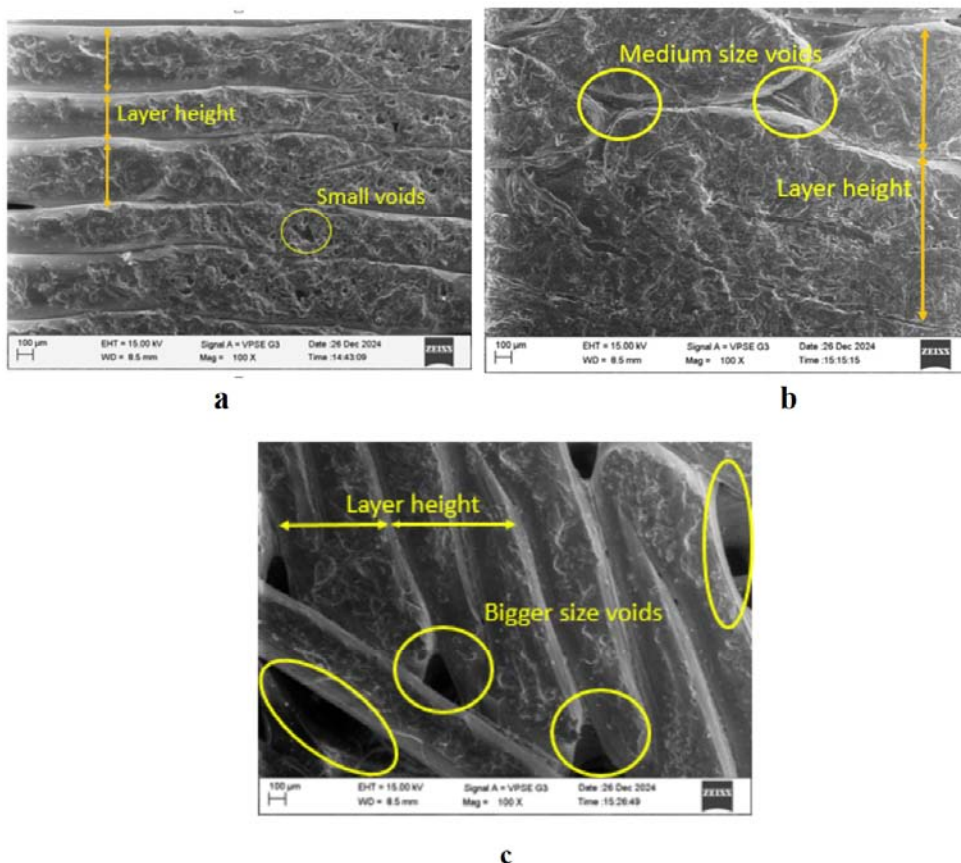 Layer height
Small voids
100 µm
EHT = 15.00 kV
Signal A = VPSE G3
Date :26 Dec 2024
WD = 8.5 mm
Mag = 100 X
Time :14:43:09
ZEISS
a
Medium size voids
Layer height
100 µm
EHT = 15.00 kV
Signal A = VPSE G3
Date :26 Dec 2024
WD = 8.5 mm
Mag = 100 X
Time :15:15:15
ZEISS
b
Layer height
Bigger size voids
100 µm
EHT = 15.00 kV
Signal A = VPSE G3
Date :26 Dec 2024
WD = 8.5 mm
Mag = 100 X
Time :15:26:49
ZEISS
c